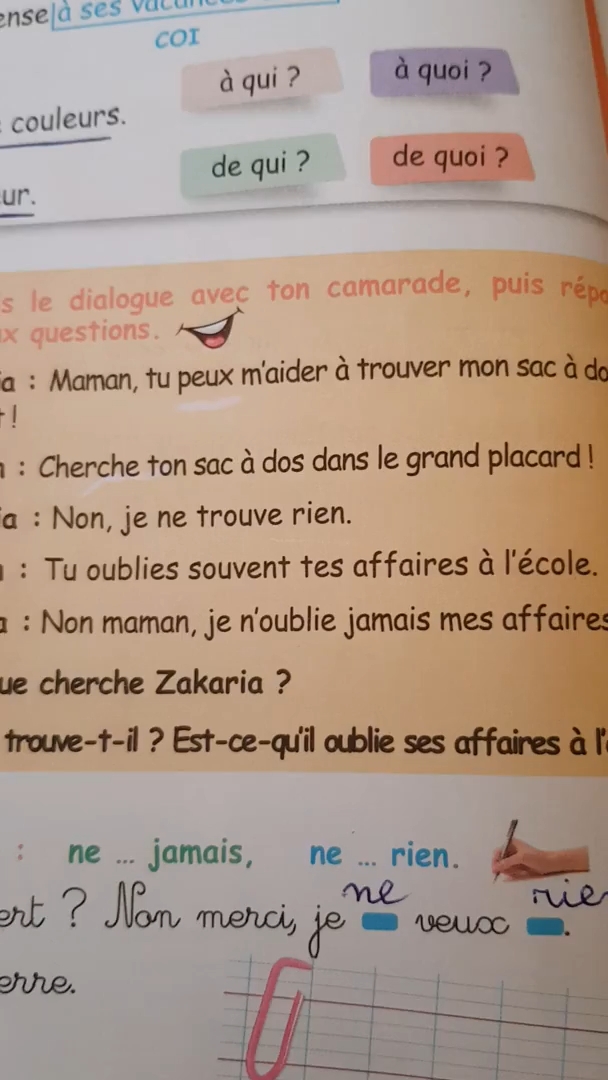 à ses
COI
à qui ? à quoi ?
couleurs.
de qui ? de quoi ?
ur.
s le dialogue avec ton camarade, puis répo
x questions.
a : Maman, tu peux m'aider à trouver mon sac à do
t !
: Cherche ton sac à dos dans le grand placard !
a : Non, je ne trouve rien.
: Tu oublies souvent tes affaires à l'école.
a : Non maman, je n'oublie jamais mes affaires
ue cherche Zakaria ?
trouve-t-il ? Est-ce-qu'il oublie ses affaires à l'
: ne ... jamais, ne ... rien.
ne rie
ert ? Non merci, je veux .
erre.